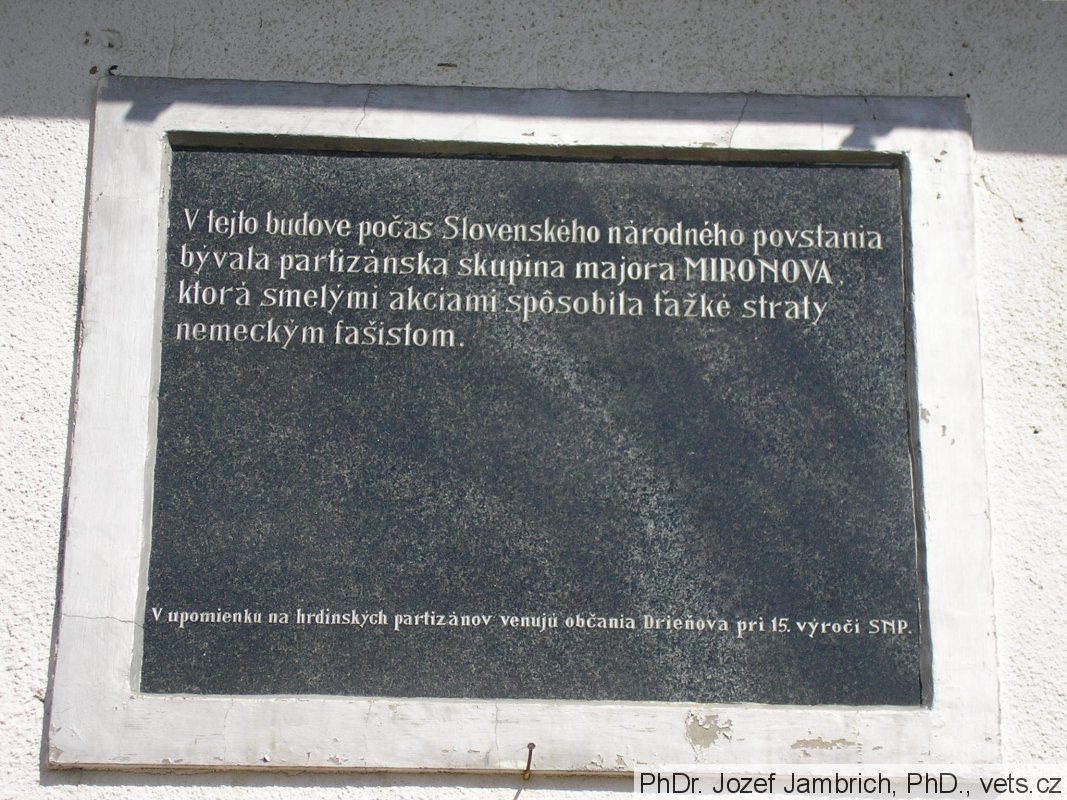 V tejto budove počas Slovenského národného povstania
bývala partizánska skupina majora MIRONOVA,
ktorá smelými akciami spôsobila ťažké straty
nemeckým fašistom.
V upomienku na hrdinských partizánov venujú občania Drieňova pri 15. výročí SNP.
PhDr. Jozef Jambrich, PhD., vets.cz